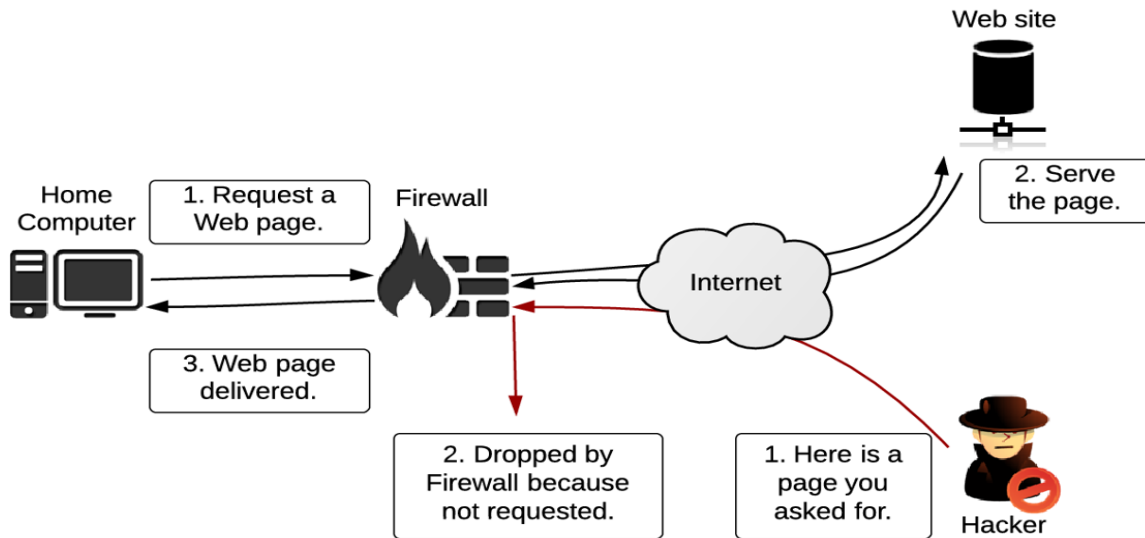 Web site
2. Serve
the page.
Home
Computer
1. Request a
Web page.
Firewall
Internet
3. Web page
delivered.
2. Dropped by
Firewall because
not requested.
1. Here is a
page you
asked for.
Hacker